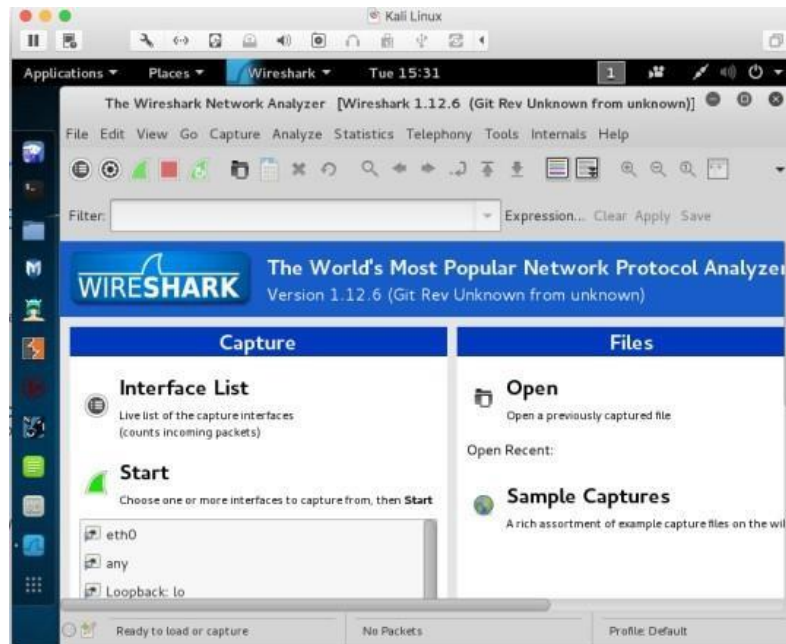 Kali Linux
Applications Places Wireshark Tue 15:31 1
The Wireshark Network Analyzer [Wireshark 1.12.6 (Git Rev Unknown from unknown)]
File Edit View Go Capture Analyze Statistics Telephony Tools Internals Help
Filter: Expression... Clear Apply Save
WIRESHARK
The World's Most Popular Network Protocol Analyzer
Version 1.12.6 (Git Rev Unknown from unknown)
Capture
Interface List
Live list of the capture interfaces
(counts incoming packets)
Start
Choose one or more interfaces to capture from, then Start
eth0
any
Loopback: lo
Files
Open
Open a previously captured file
Open Recent:
Sample Captures
A rich assortment of example capture files on the wil
Ready to load or capture No Packets Profile: Default